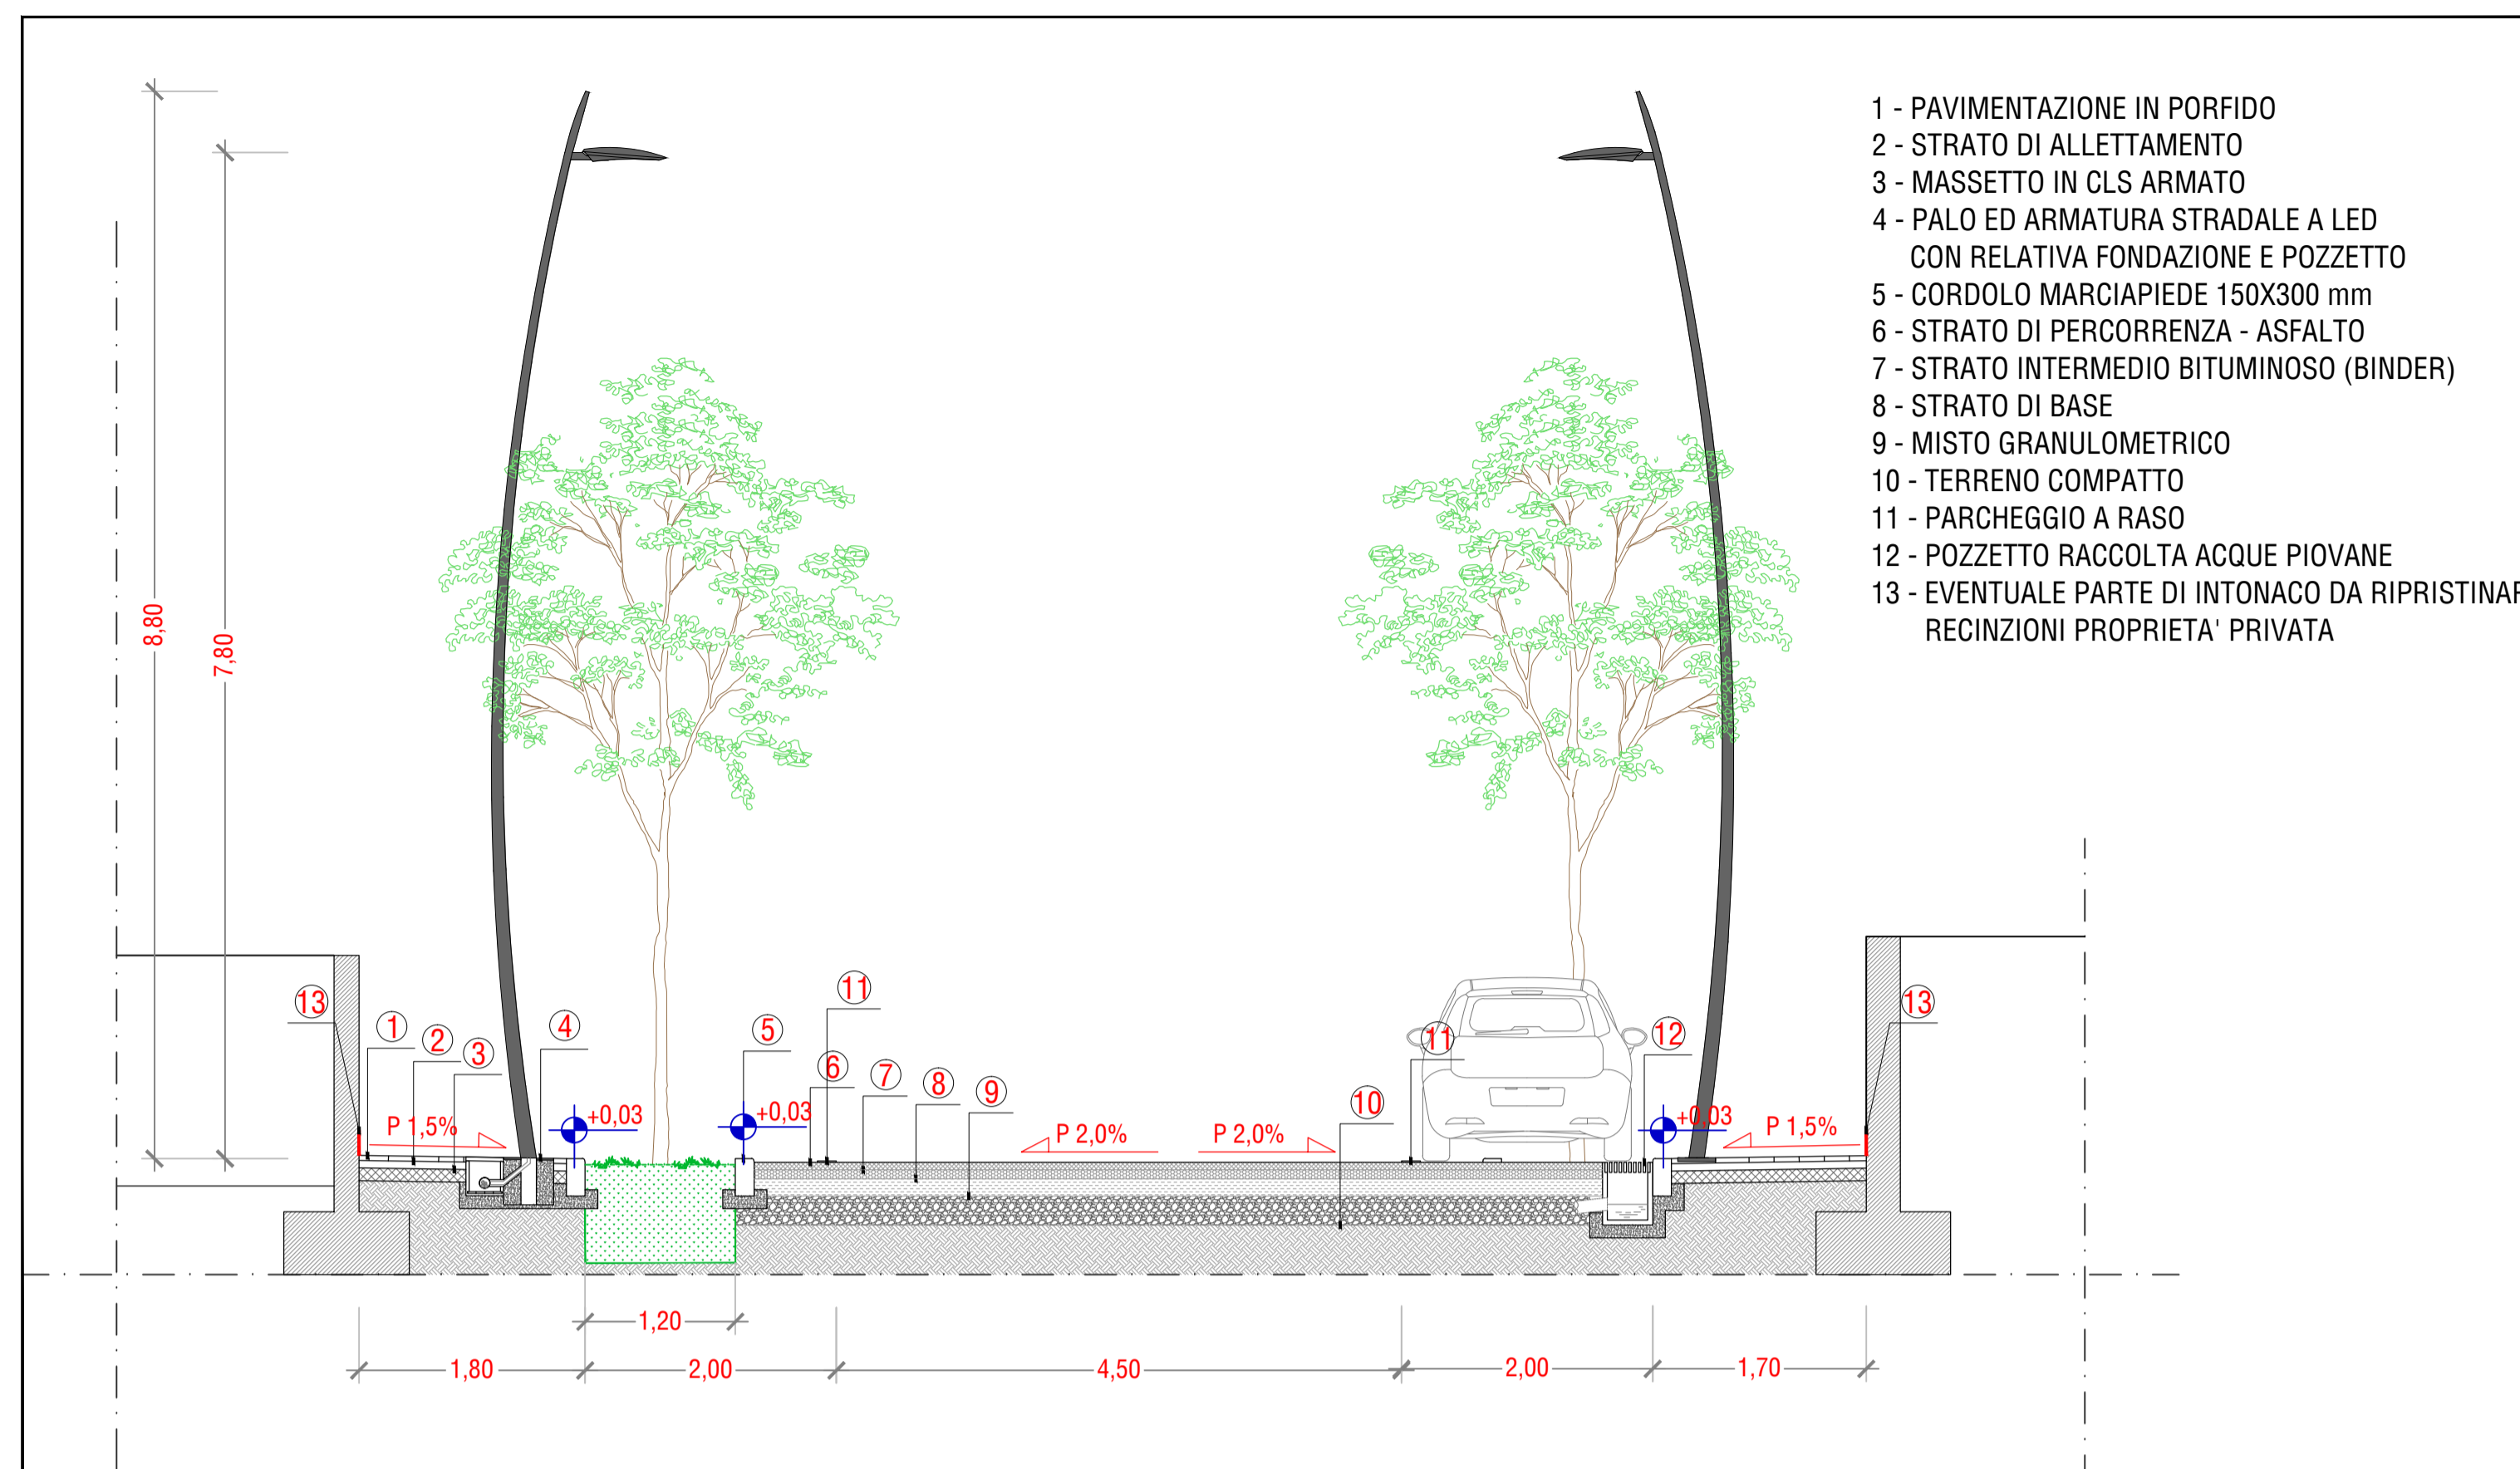 1 - PAVIMENTAZIONE IN PORFIDO
2 - STRATO DI ALLETTAMENTO
3 - MASSETTO IN CLS ARMATO
4 - PALO ED ARMATURA STRADALE A LED
CON RELATIVA FONDAZIONE E POZZETTO
5 - CORDOLO MARCIAPIEDE 150X300 mm
6 - STRATO DI PERCORRENZA - ASFALTO
7 - STRATO INTERMEDIO BITUMINOSO (BINDER)
8 - STRATO DI BASE
9 - MISTO GRANULOMETRICO
10 - TERRENO COMPATTO
11 - PARCHEGGIO A RASO
12 - POZZETTO RACCOLTA ACQUE PIOVANE
13 - EVENTUALE PARTE DI INTONACO DA
RECINZIONI PROPRIETA' PRIVATA
8,80
7,80
13
1
2
3
4
5
11
6
7
8
9
10
11
12
13
P 1,5%
+0,03
+0,03
P 2,0%
P 2,0%
+0,03
P 1,5%
1,20
1,80
2,00
4,50
2,00
1,70